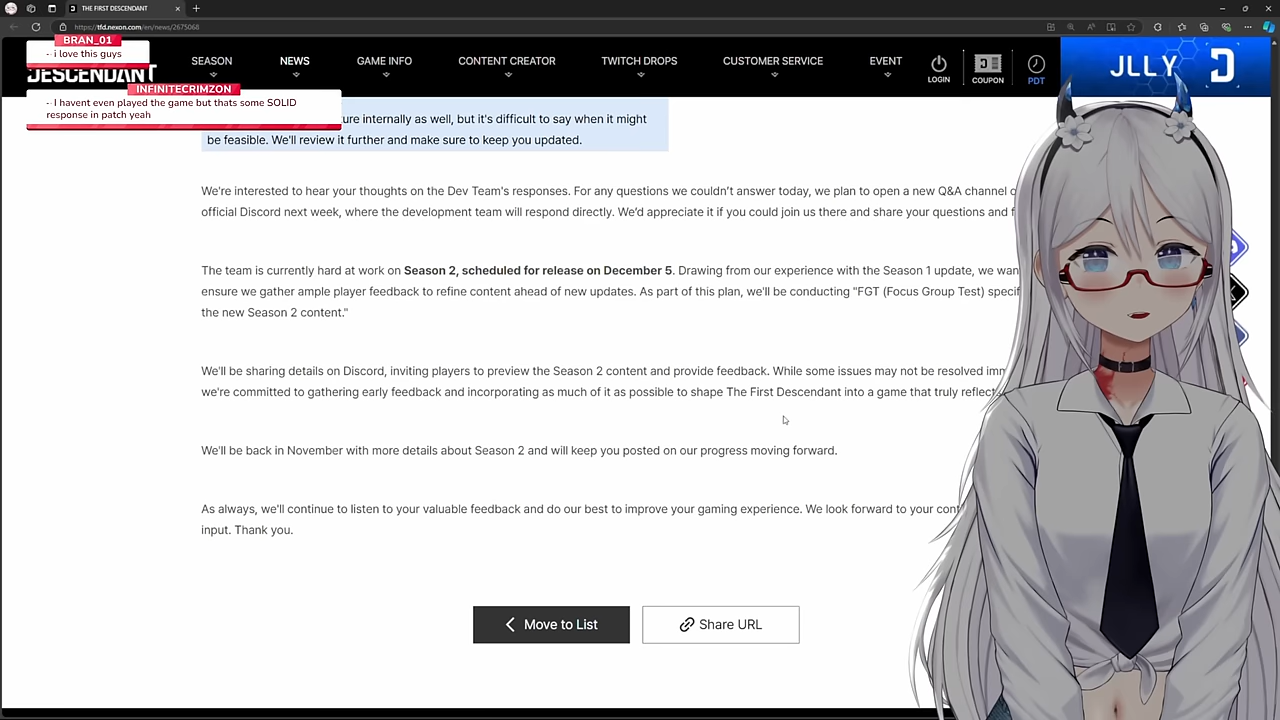 THE FIRST DESCENDANT
https://tfd.nexon.com/en/news/2675068
BRAN_01
i love this guys
DESCENDANT
SEASON
NEWS
GAME INFO
CONTENT CREATOR
TWITCH DROPS
CUSTOMER SERVICE
EVENT
LOGIN
COUPON
PDT
JLLY
INFINITECRIMZON
- I havent even played the game but thats some SOLID
response in patch yeah
ure internally as well, but it's difficult to say when it might
be feasible. We'll review it further and make sure to keep you updated.
We're interested to hear your thoughts on the Dev Team's responses. For any questions we couldn't answer today, we plan to open a new Q&A channel
official Discord next week, where the development team will respond directly. We'd appreciate it if you could join us there and share your questions and
The team is currently hard at work on Season 2, scheduled for release on December 5. Drawing from our experience with the Season 1 update, we
ensure we gather ample player feedback to refine content ahead of new updates. As part of this plan, we'll be conducting "FGT (Focus Group Test)
the new Season 2 content."
We'll be sharing details on Discord, inviting players to preview the Season 2 content and provide feedback. While some issues may not be resolved
we're committed to gathering early feedback and incorporating as much of it as possible to shape The First Descendant into a game that truly
We'll be back in November with more details about Season 2 and will keep you posted on our progress moving forward.
As always, we'll continue to listen to your valuable feedback and do our best to improve your gaming experience. We look forward to your
input. Thank you.
Move to List
Share URL